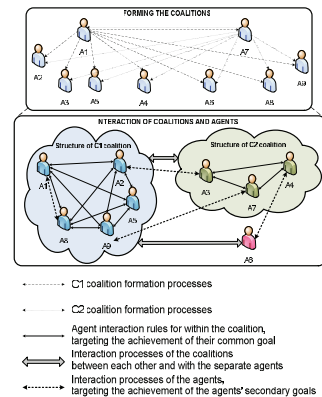 FORMING THE COALITIONS
A1
A7
A2
A9
A3
A5
A4
A8
NTERACTION OF COALITIONS AND AGENTS
Structure of C1 coalition
Structure of C2 coalition
A1
A2
A3
A4
A5
A7
A8
A9
C1 coalition formation processes
C2 coalition formation processes
Agent interaction rules for within the coalition,
targeting the achievement of their common goal
Interaction processes of the coalitions
between each other and with the separate agents
Interaction processes of the agents,
targeting the achievement of the agents' secondary goals